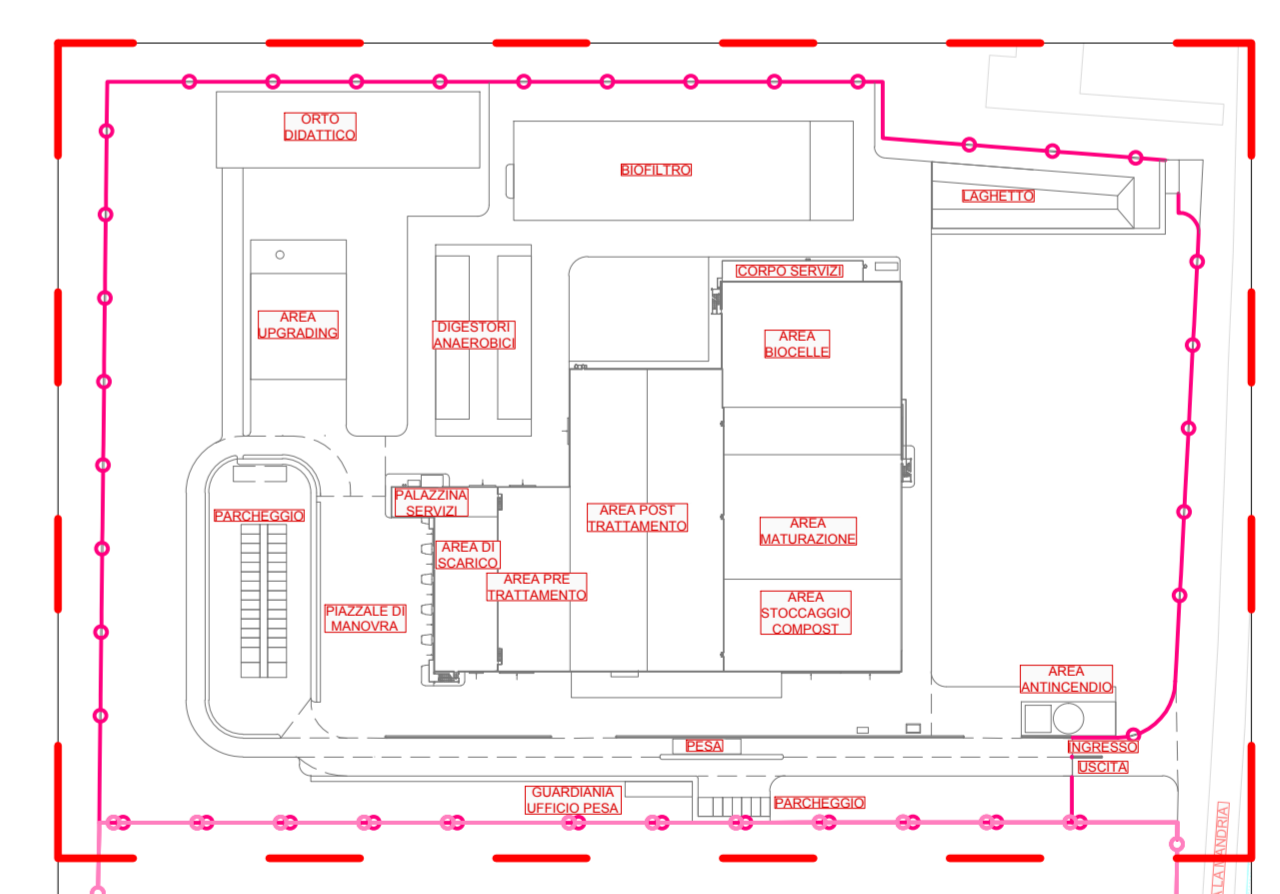 ORTO
DIDATTICO
BIOFILTRO
LAGHETTO
CORPO SERVIZI
AREA
UPGRADING
DIGESTORI
ANAEROBICI
AREA
BIOCELLE
PALAZZINA
SERVIZI
PARCHEGGIO
AREA POST
TRATTAMENTO
AREA
MATURAZIONE
AREA DI
SCARICO
AREA PRE
TRATTAMENTO
PIAZZALE DI
MANOVRA
AREA
STOCCAGGIO
COMPOST
AREA
ANTINCENDIO
PESA
INGRESSO
USCITA
GUARDIANIA
UFFICIO PESA
PARCHEGGIO
LA MANDRIA